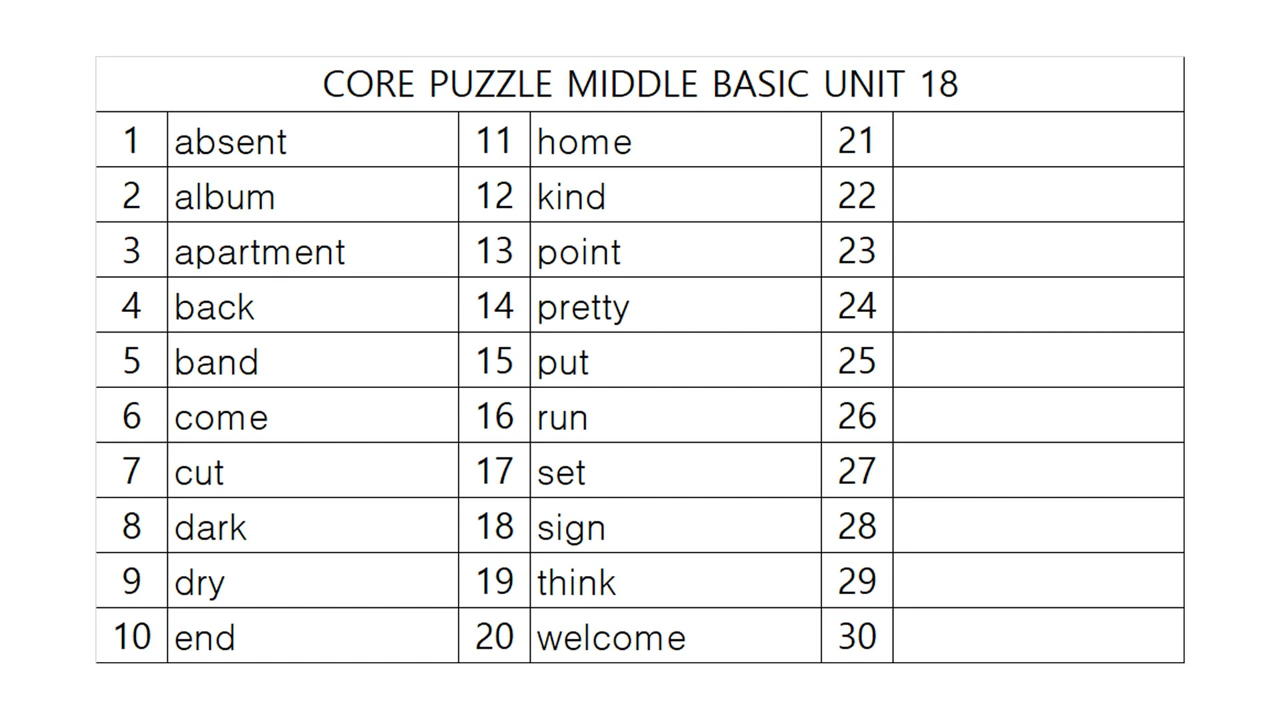 CORE PUZZLE MIDDLE BASIC UNIT 18
1 absent 11 home 21
2 album 12 kind 22
3 apartment 13 point 23
4 back 14 pretty 24
5 band 15 put 25
6 come 16 run 26
7 cut 17 set 27
8 dark 18 sign 28
9 dry 19 think 29
10 end 20 welcome 30